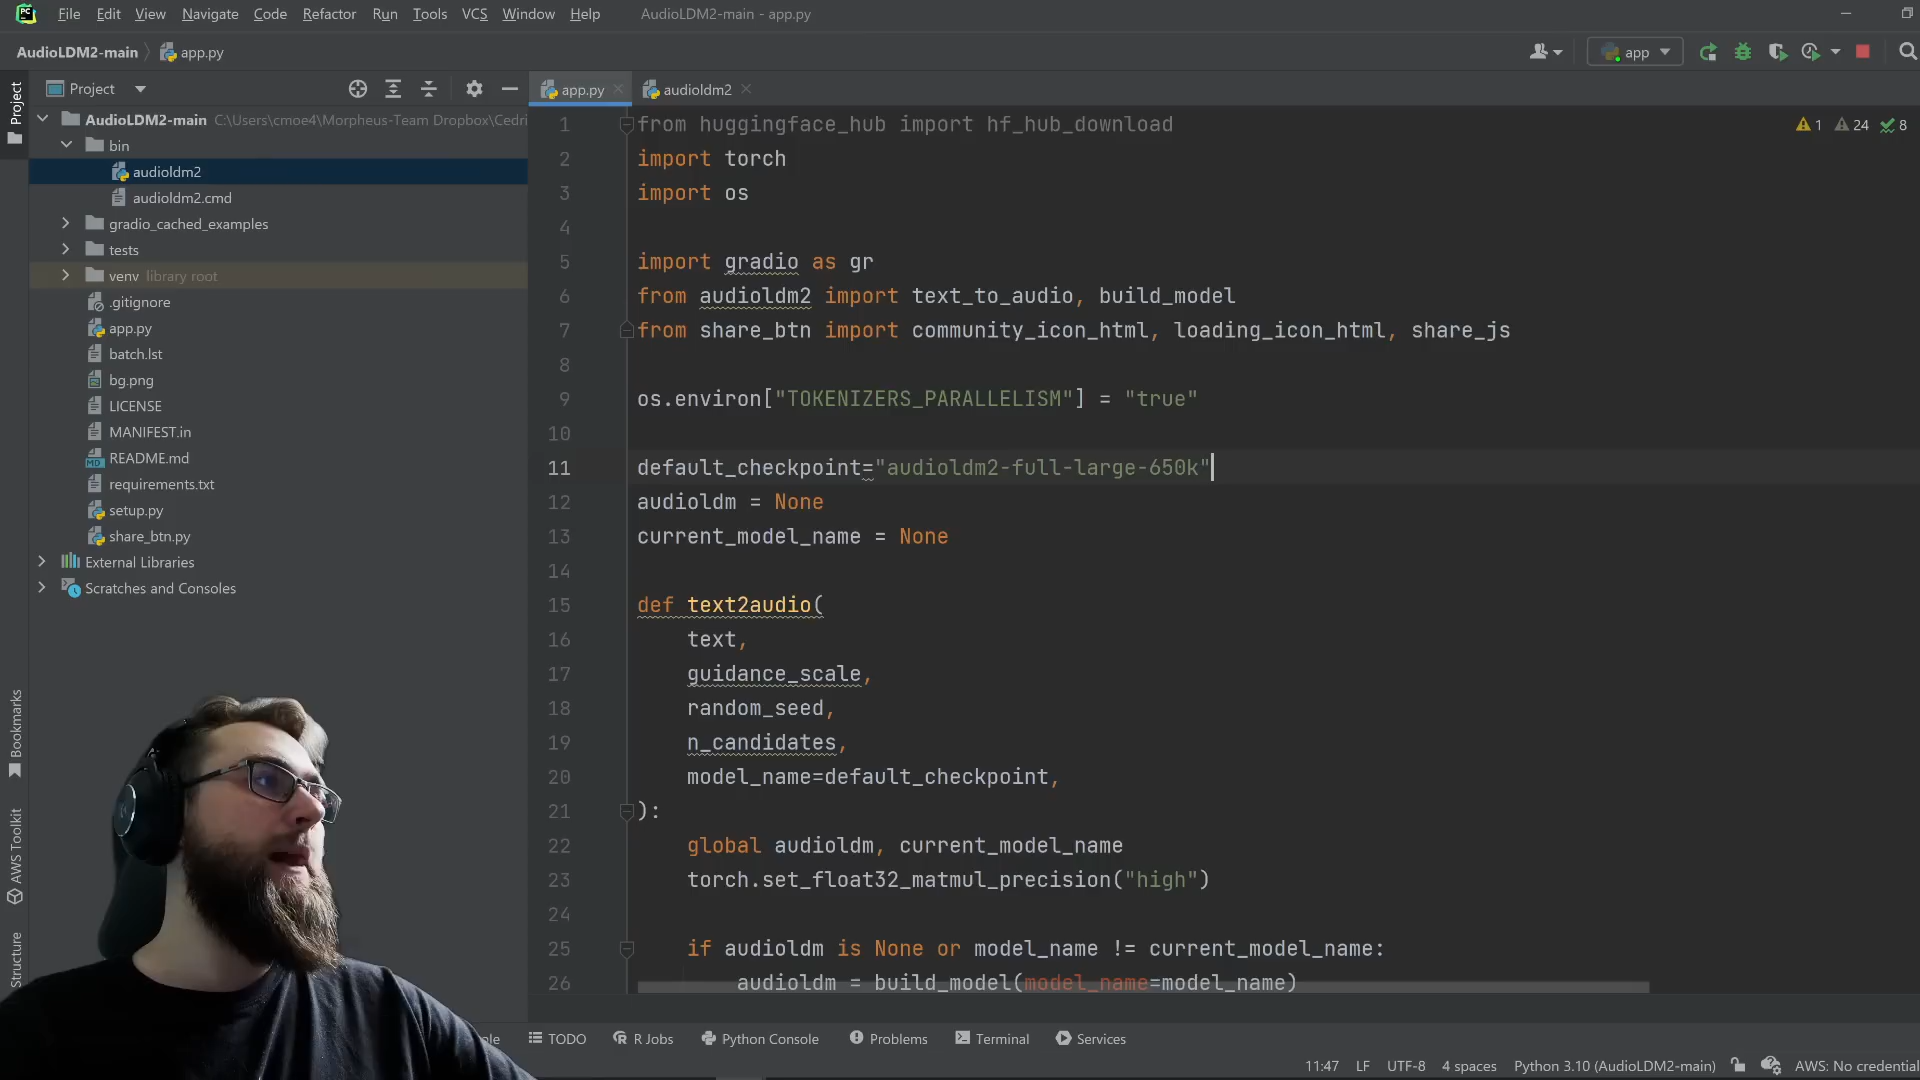 File Edit View Navigate Code Refactor Run Tools VCS Window Help AudioLDM2-main - app.py
AudioLDM2-main app.py
app
Project
Project
app.py
audioldm2
AudioLDM2-main C:\Users\cmoe4\Morpheus-Team Dropbox\Cedri
bin
audioldm2
audioldm2.cmd
gradio_cached_examples
tests
venv library root
.gitignore
app.py
batch.lst
bg.png
LICENSE
MANIFEST.in
README.md
requirements.txt
setup.py
share_btn.py
External Libraries
Scratches and Consoles
Bookmarks
AWS Toolkit
Structure
1 24 8
1 from huggingface_hub import hf_hub_download
2 import torch
3 import os
4
5 import gradio as gr
6 from audioldm2 import text_to_audio, build_model
7 from share_btn import community_icon_html, loading_icon_html, share_js
8
9 os.environ["TOKENIZERS_PARALLELISM"] = "true"
10
11 default_checkpoint="audioldm2-full-large-650k"
12 audioldm = None
13 current_model_name = None
14
15 def text2audio(
16 text,
17 guidance_scale,
18 random_seed,
19 n_candidates,
20 model_name=default_checkpoint,
21 ):
22 global audioldm, current_model_name
23 torch.set_float32_matmul_precision("high")
24
25 if audioldm is None or model_name != current_model_name:
26 audioldm = build_model(model_name=model_name)
TODO R Jobs Python Console Problems Terminal Services
11:47 LF UTF-8 4 spaces Python 3.10 (AudioLDM2-main) AWS: No credential